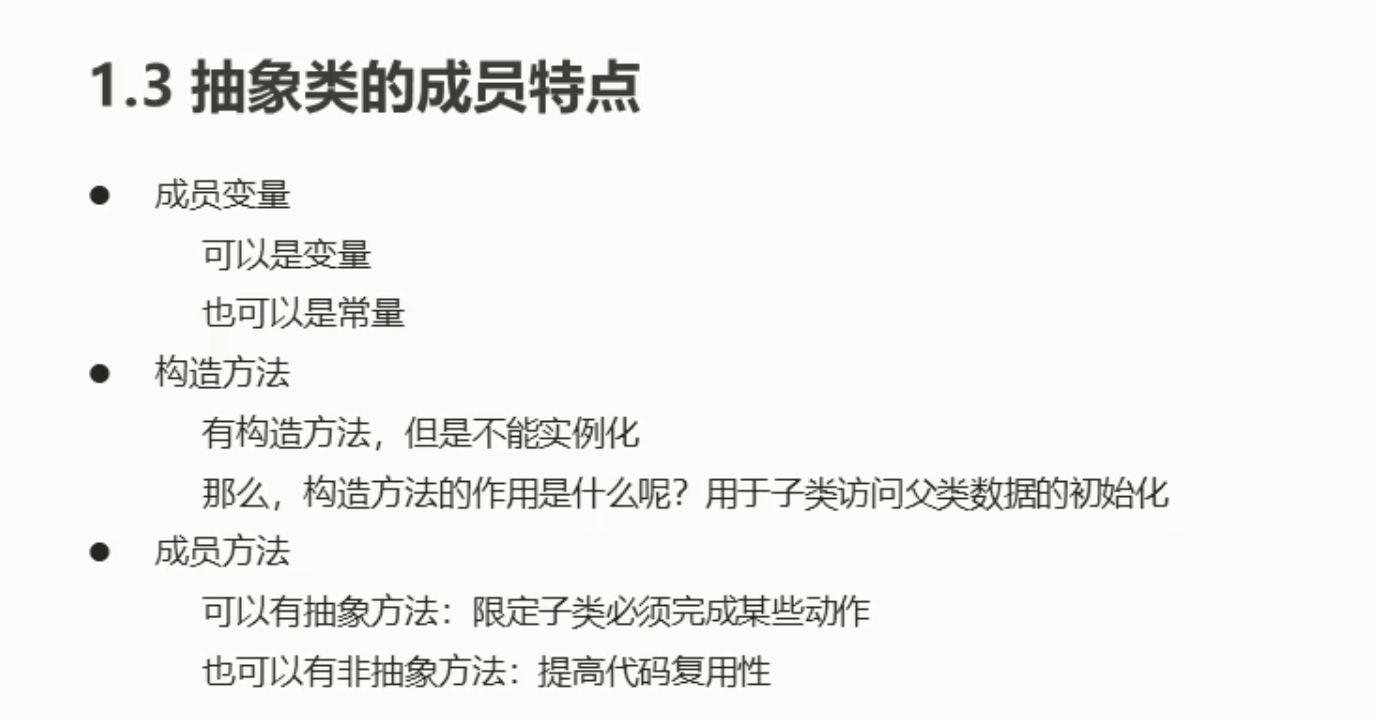 1.3 抽象类的成员特点
● 成员变量
可以是变量
也可以是常量
● 构造方法
有构造方法，但是不能实例化
那么，构造方法的作用是什么呢？用于子类访问父类数据的初始化
● 成员方法
可以有抽象方法：限定子类必须完成某些动作
也可以有非抽象方法：提高代码复用性